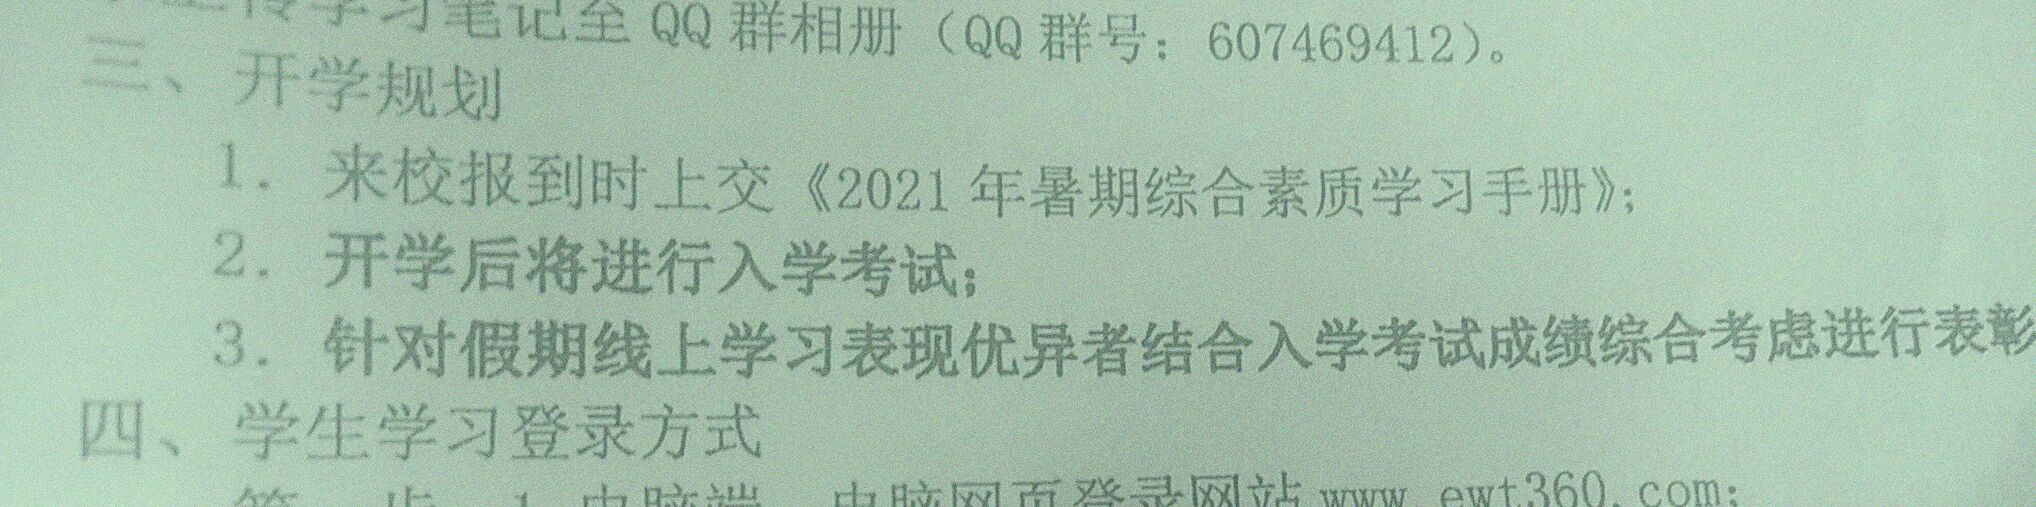 上传学习笔记至 QQ 群相册（QQ 群号：607469412）。
三、开学规划
1. 来校报到时上交《2021 年暑期综合素质学习手册》；
2. 开学后将进行入学考试；
3. 针对假期线上学习表现优异者结合入学考试成绩综合考虑进行表彰
四、学生学习登录方式
第一步 1.电脑端 电脑网页登录网站 www.ewt360.com；